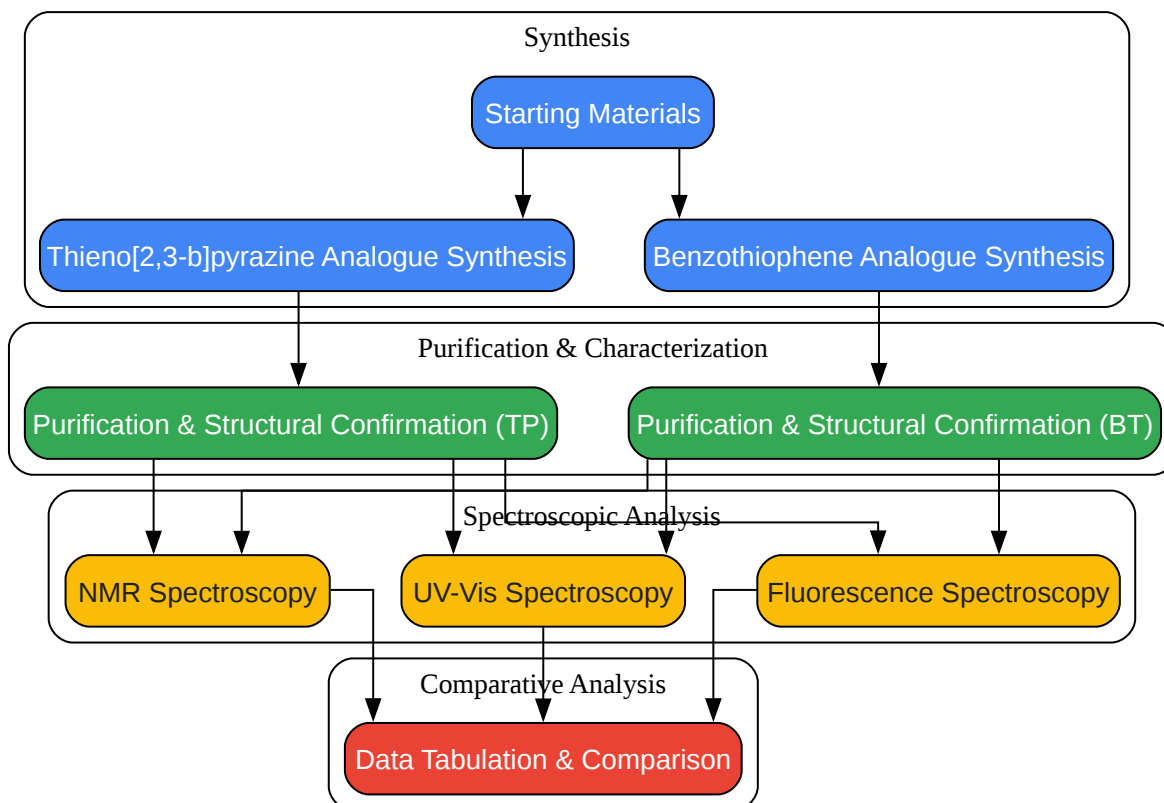 Synthesis
Starting Materials
Thieno[2,3-b]pyrazine Analogue Synthesis
Benzothiophene Analogue Synthesis
Purification & Characterization
Purification & Structural Confirmation (TP)
Purification & Structural Confirmation (BT)
Spectroscopic Analysis
NMR Spectroscopy
UV-Vis Spectroscopy
Fluorescence Spectroscopy
Comparative Analysis
Data Tabulation & Comparison